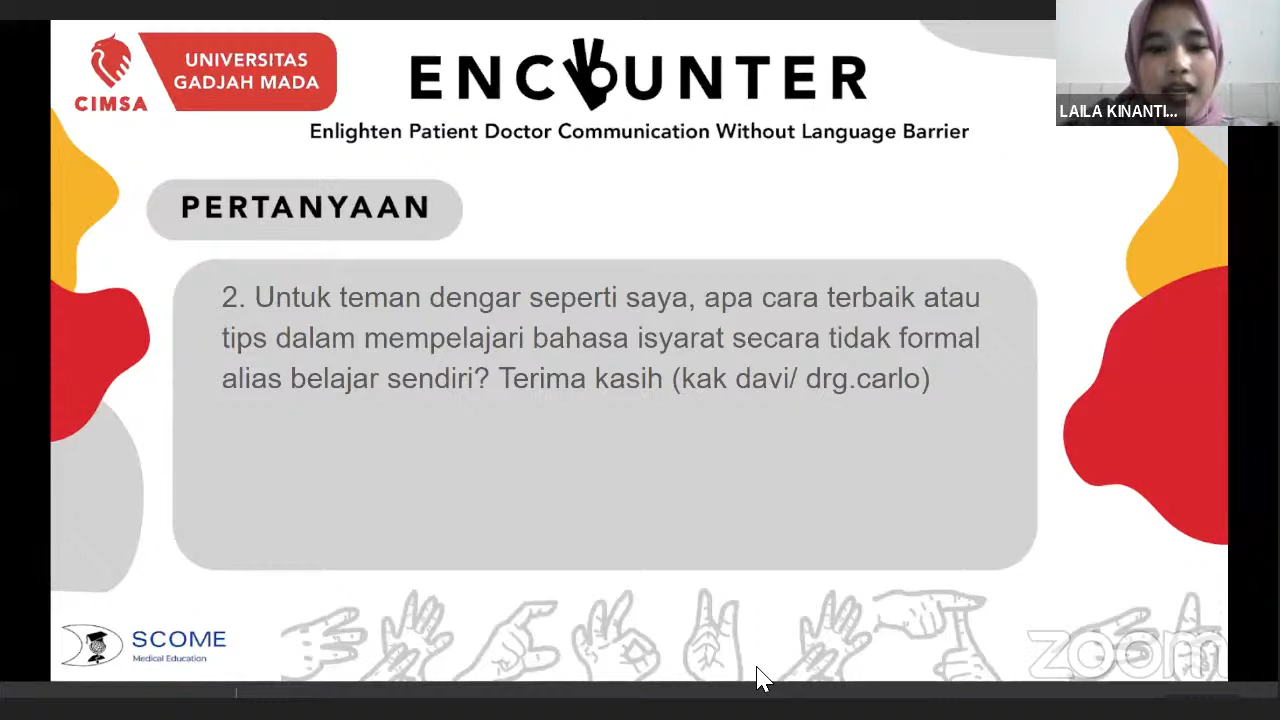 CIMSA
UNIVERSITAS
GADJAH MADA
ENCOUNTER
Enlighten Patient Doctor Communication Without Language Barrier
LAILA KINANTI...
PERTANYAAN
2. Untuk teman dengar seperti saya, apa cara terbaik atau
tips dalam mempelajari bahasa isyarat secara tidak formal
alias belajar sendiri? Terima kasih (kak davi/ drg.carlo)
SCOME
Medical Education
zoom